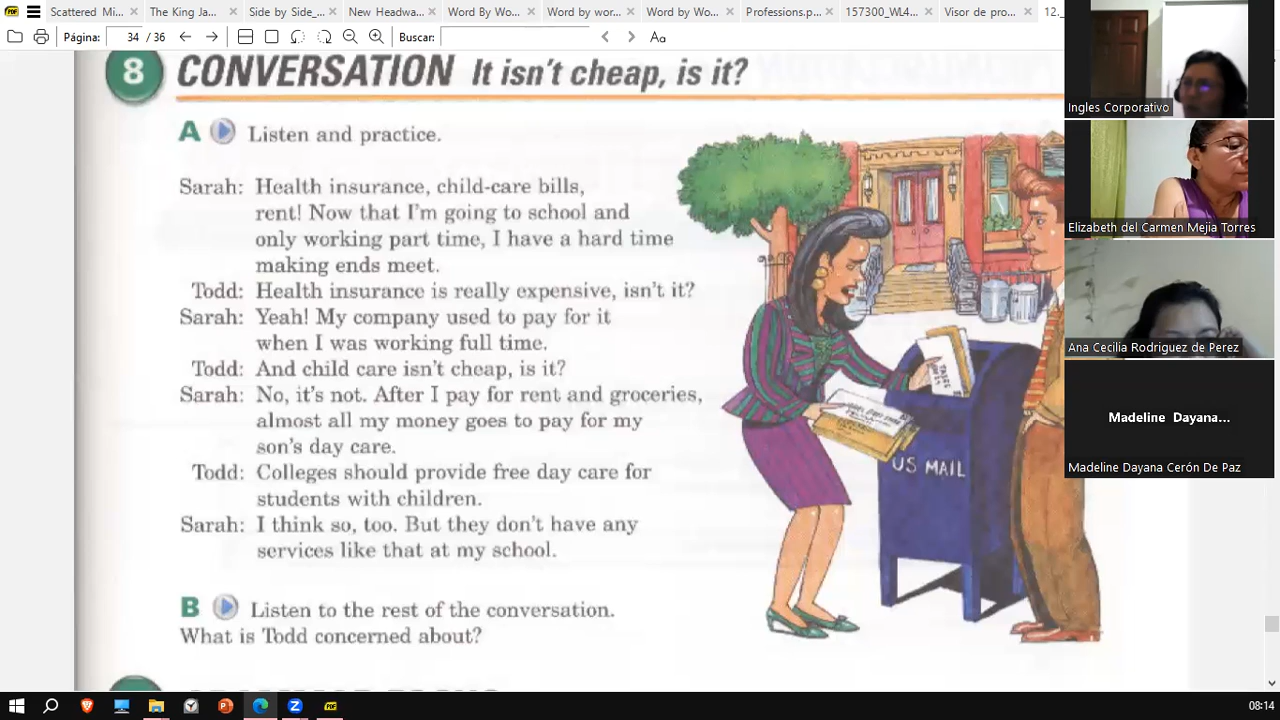 Scattered Mi...
The King Ja...
Side by Side_...
New Headwa...
Word By Wo...
Word by wor...
Word by Wo...
Professions.p...
157300_WL4...
Visor de pro...
12._
Página: 34 / 36
Buscar:
Aa
8 CONVERSATION It isn't cheap, is it?
A Listen and practice.
Sarah: Health insurance, child-care bills,
rent! Now that I'm going to school and
only working part time, I have a hard time
making ends meet.
Todd: Health insurance is really expensive, isn't it?
Sarah: Yeah! My company used to pay for it
when I was working full time.
Todd: And child care isn't cheap, is it?
Sarah: No, it's not. After I pay for rent and groceries,
almost all my money goes to pay for my
son's day care.
Todd: Colleges should provide free day care for
students with children.
Sarah: I think so, too. But they don't have any
services like that at my school.
B Listen to the rest of the conversation.
What is Todd concerned about?
US MAIL
Ingles Corporativo
Elizabeth del Carmen Mejia Torres
Ana Cecilia Rodriguez de Perez
Madeline Dayana...
Madeline Dayana Cerón De Paz
08:14